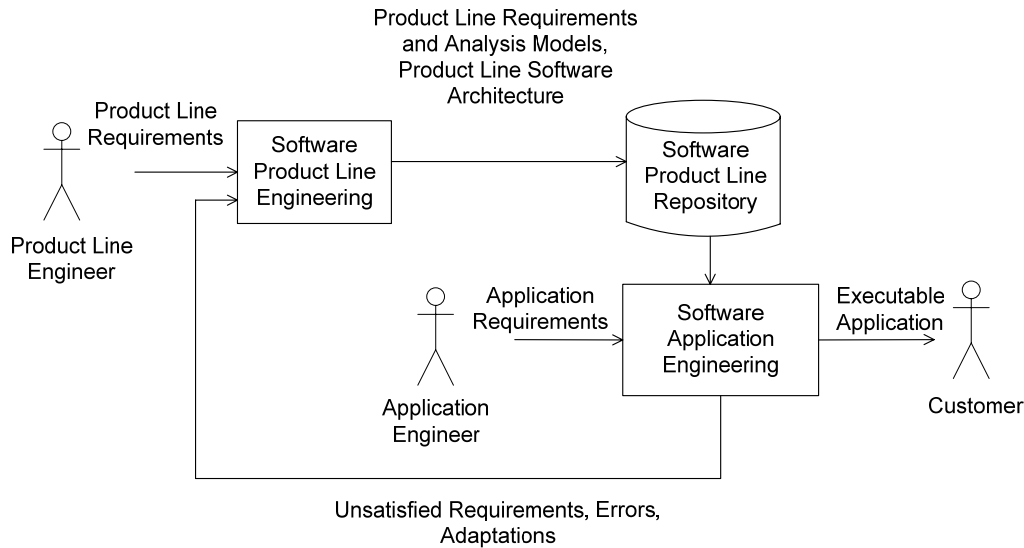 Product Line Requirements
and Analysis Models,
Product Line Software
Architecture
Product Line
Requirements
Software
Product Line
Engineering
Software
Product Line
Repository
Product Line
Engineer
Application
Requirements
Software
Application
Engineering
Executable
Application
Application
Engineer
Customer
Unsatisfied Requirements, Errors,
Adaptations